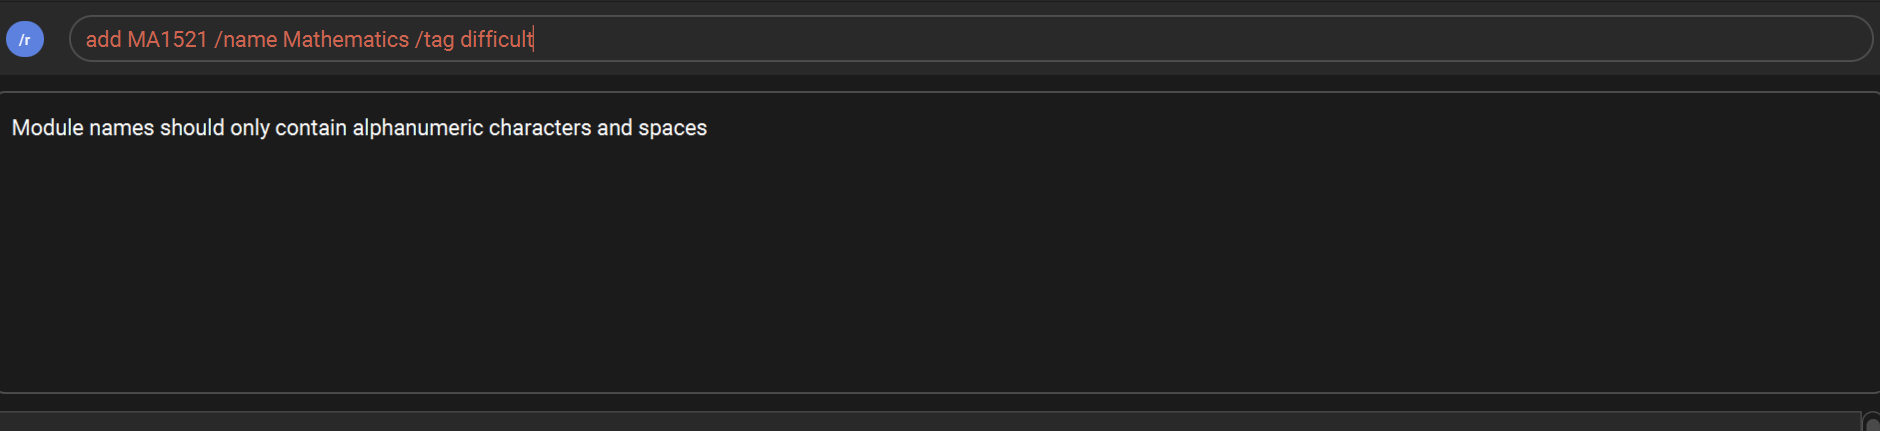 /r
add MA1521 /name Mathematics /tag difficult
Module names should only contain alphanumeric characters and spaces